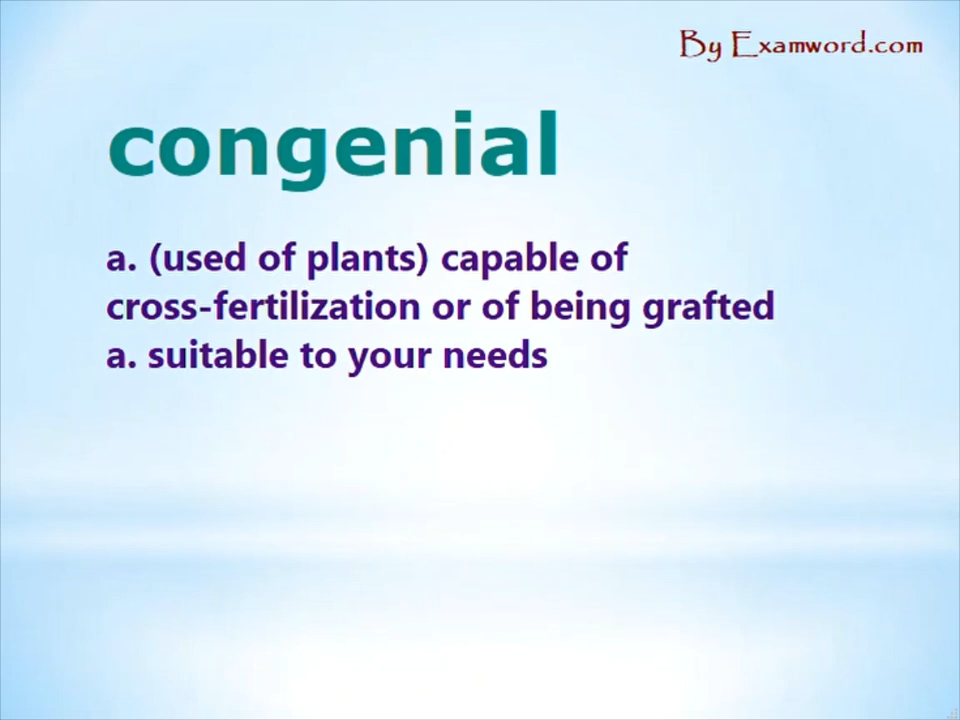 By Examword.com
congenial
a. (used of plants) capable of
cross-fertilization or of being grafted
a. suitable to your needs